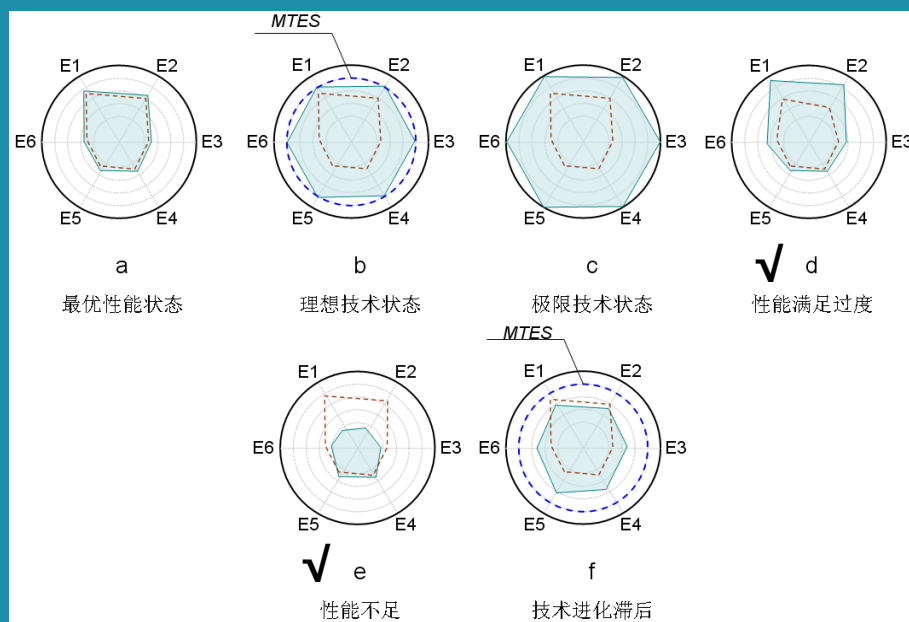 MTES
E1 E2 E3 E4 E5 E6
E1 E2 E3 E4 E5 E6
E1 E2 E3 E4 E5 E6
E1 E2 E3 E4 E5 E6
a
b
c
√ d
最优性能状态
理想技术状态
极限技术状态
性能满足过度
MTES
E1 E2 E3 E4 E5 E6
E1 E2 E3 E4 E5 E6
√ e
f
性能不足
技术进化滞后